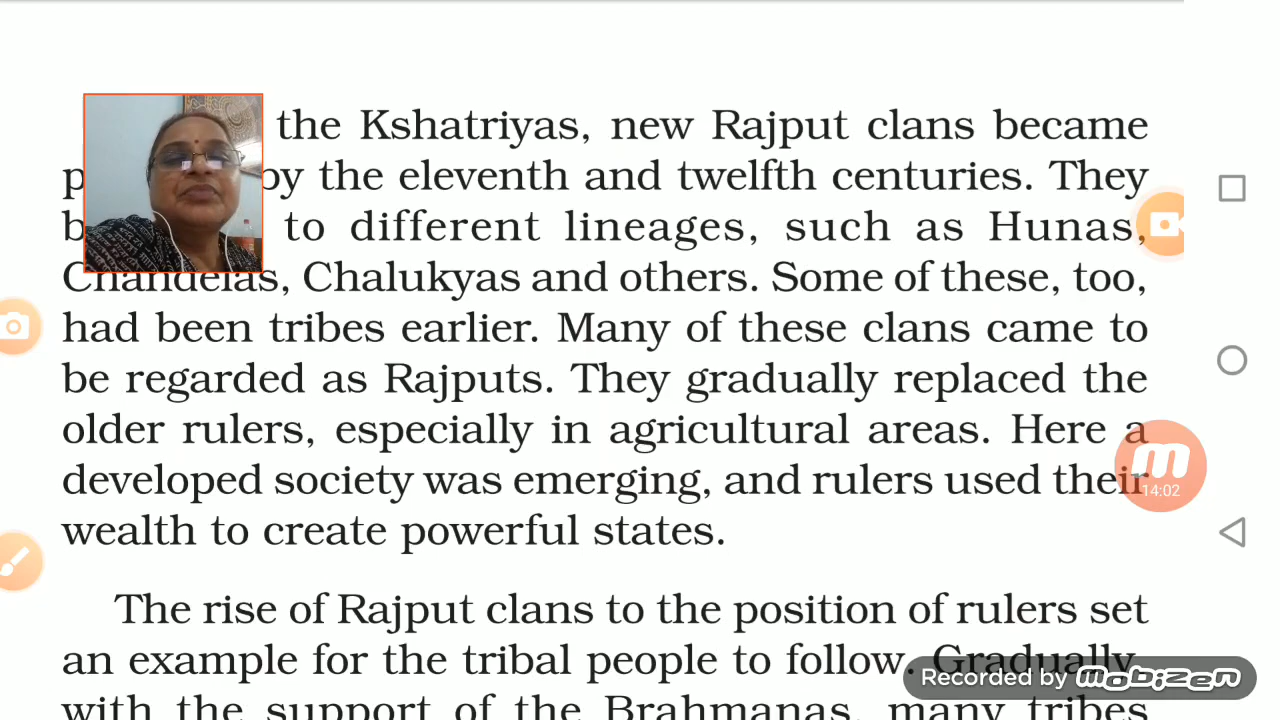 the Kshatriyas, new Rajput clans became
by the eleventh and twelfth centuries. They
to different lineages, such as Hunas,
Chandelas, Chalukyas and others. Some of these, too,
had been tribes earlier. Many of these clans came to
be regarded as Rajputs. They gradually replaced the
older rulers, especially in agricultural areas. Here a
developed society was emerging, and rulers used their
wealth to create powerful states.
The rise of Rajput clans to the position of rulers set
an example for the tribal people to follow. Gradually,
with the support of the Brahmanas, many tribes
14:02
Recorded by mobizen